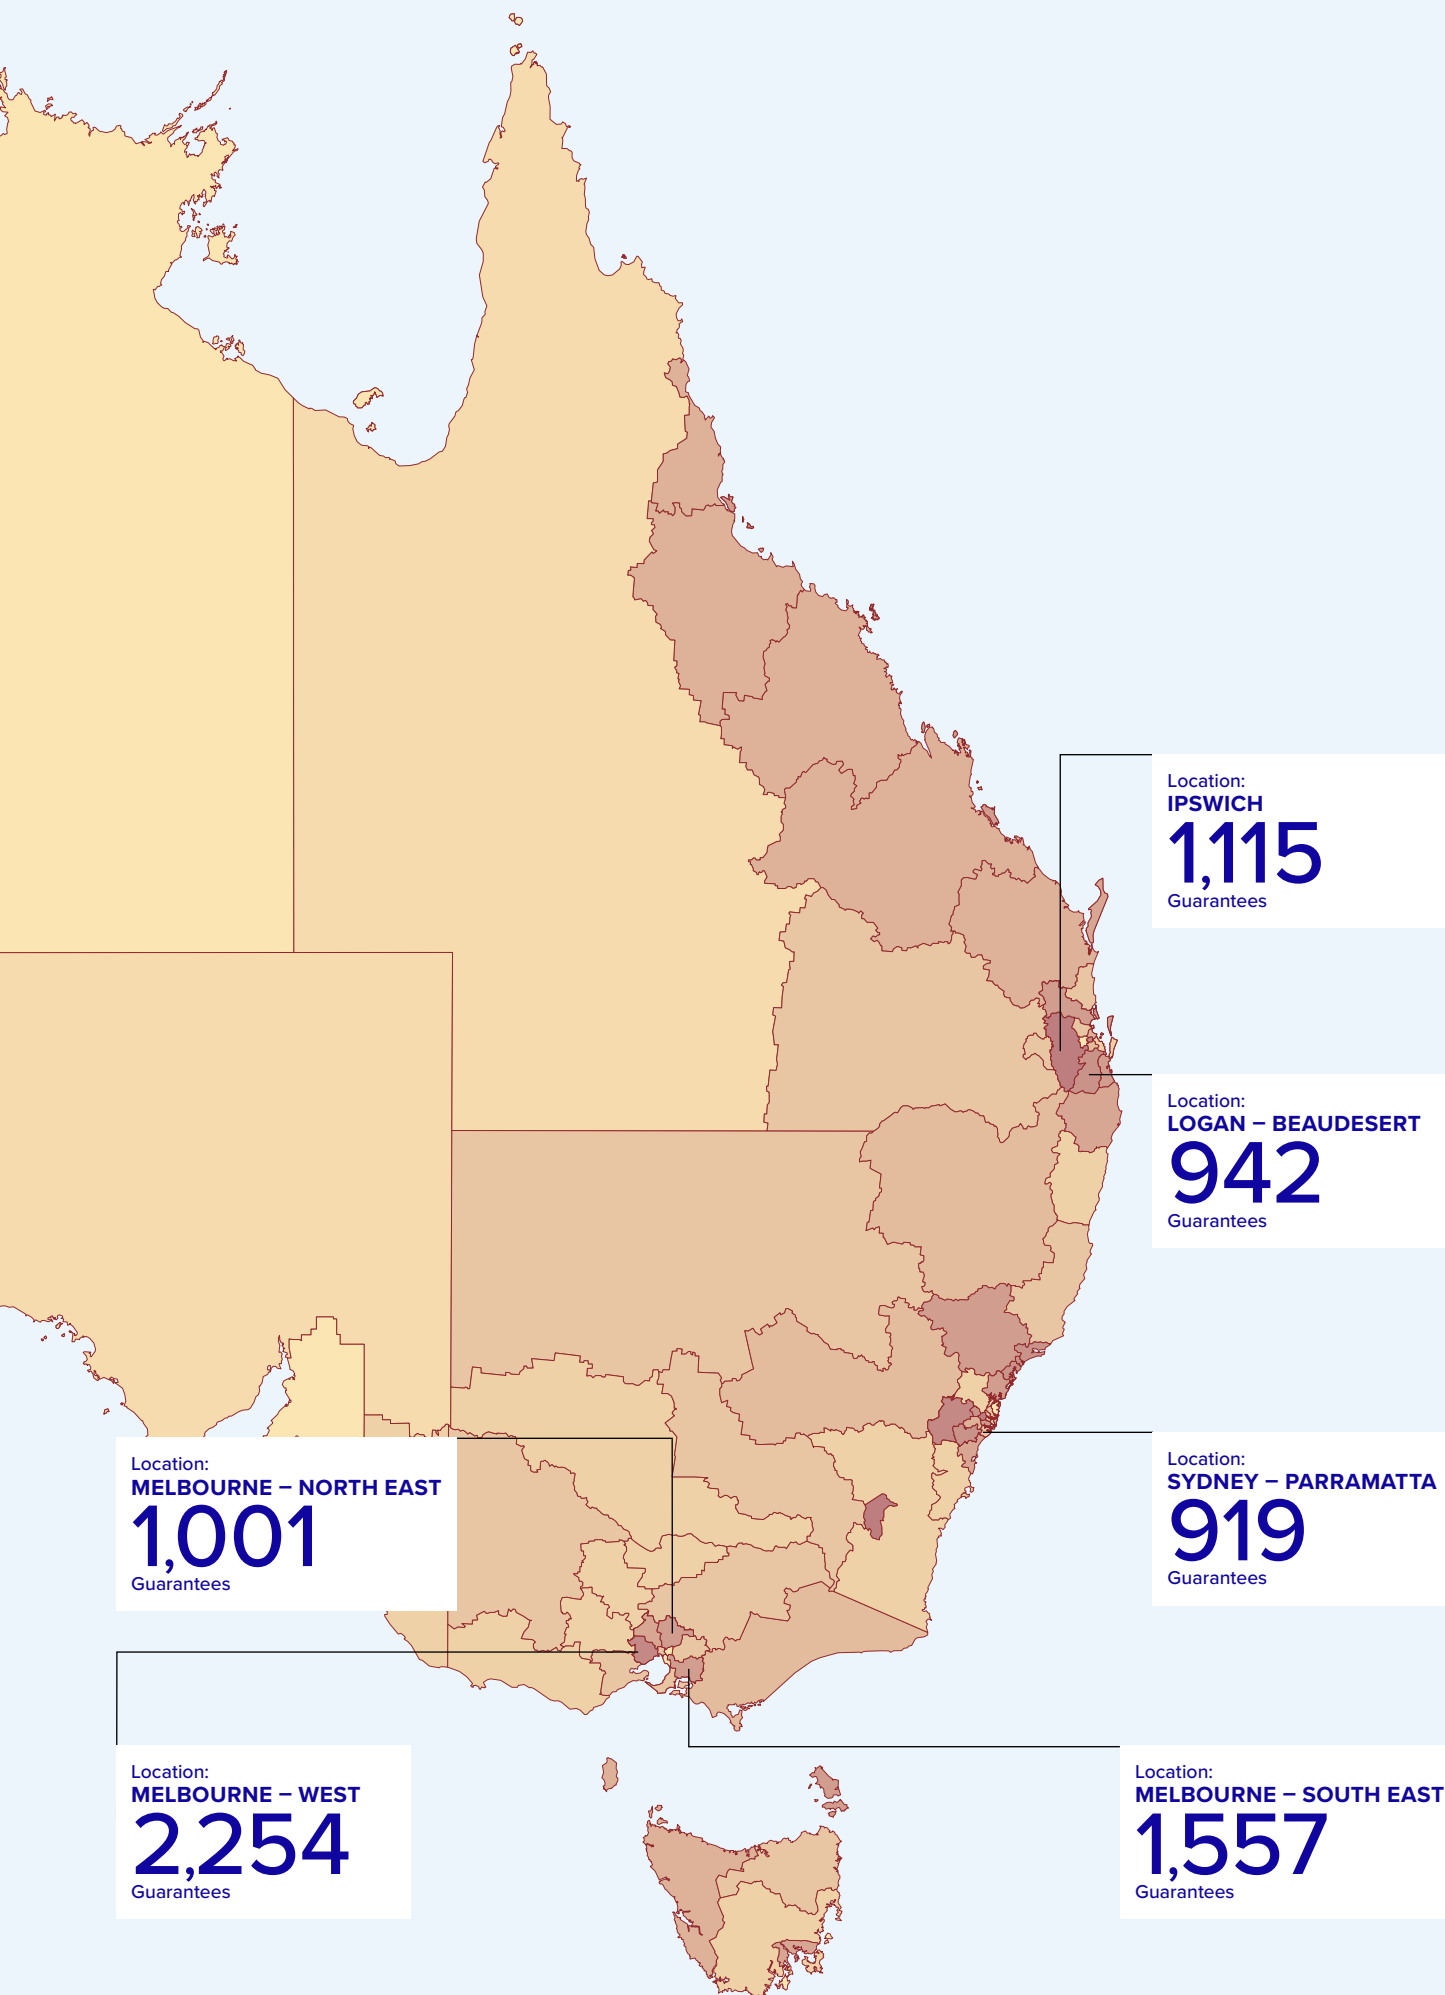 Location:
IPSWICH
1,115
Guarantees
Location:
LOGAN – BEAUDESERT
942
Guarantees
Location:
SYDNEY – PARRAMATTA
919
Guarantees
Location:
MELBOURNE – NORTH EAST
1,001
Guarantees
Location:
MELBOURNE – WEST
2,254
Guarantees
Location:
MELBOURNE – SOUTH EAST
1,557
Guarantees